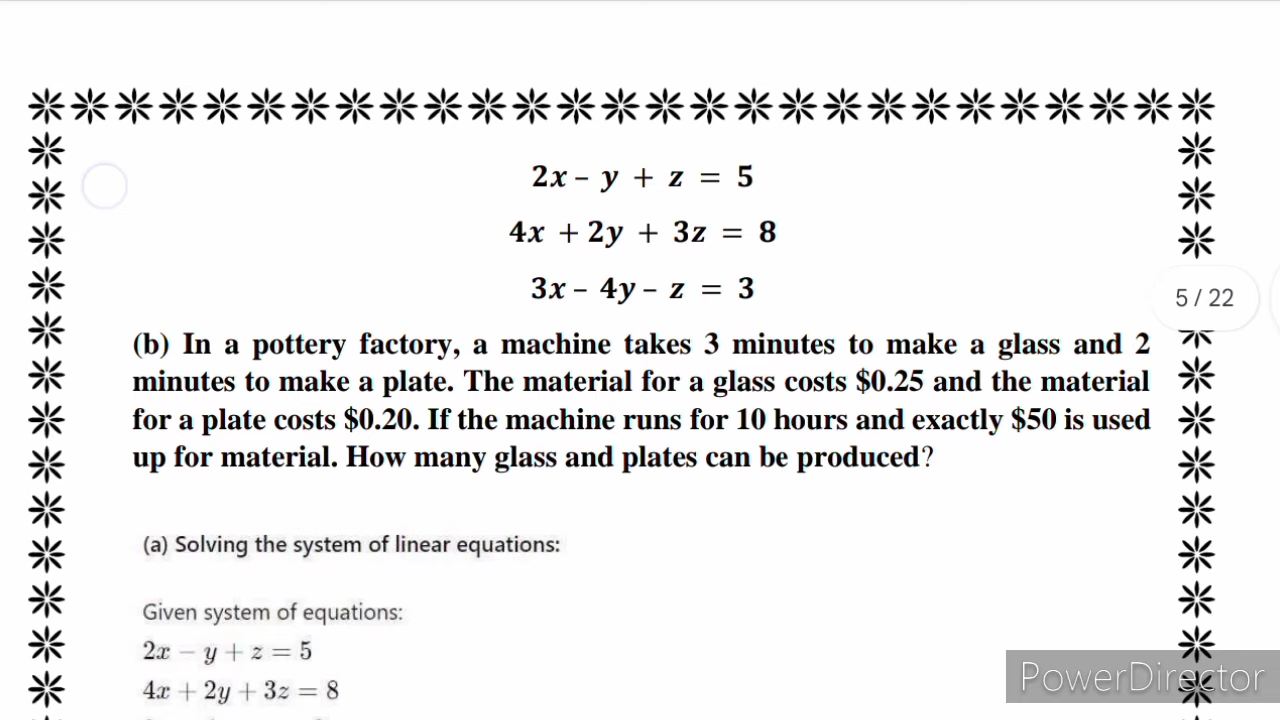 2x – y + z = 5
4x + 2y + 3z = 8
3x – 4y – z = 3
5 / 22
(b) In a pottery factory, a machine takes 3 minutes to make a glass and 2
minutes to make a plate. The material for a glass costs $0.25 and the material
for a plate costs $0.20. If the machine runs for 10 hours and exactly $50 is used
up for material. How many glass and plates can be produced?
(a) Solving the system of linear equations:
Given system of equations:
2x − y + z = 5
4x + 2y + 3z = 8
PowerDirector